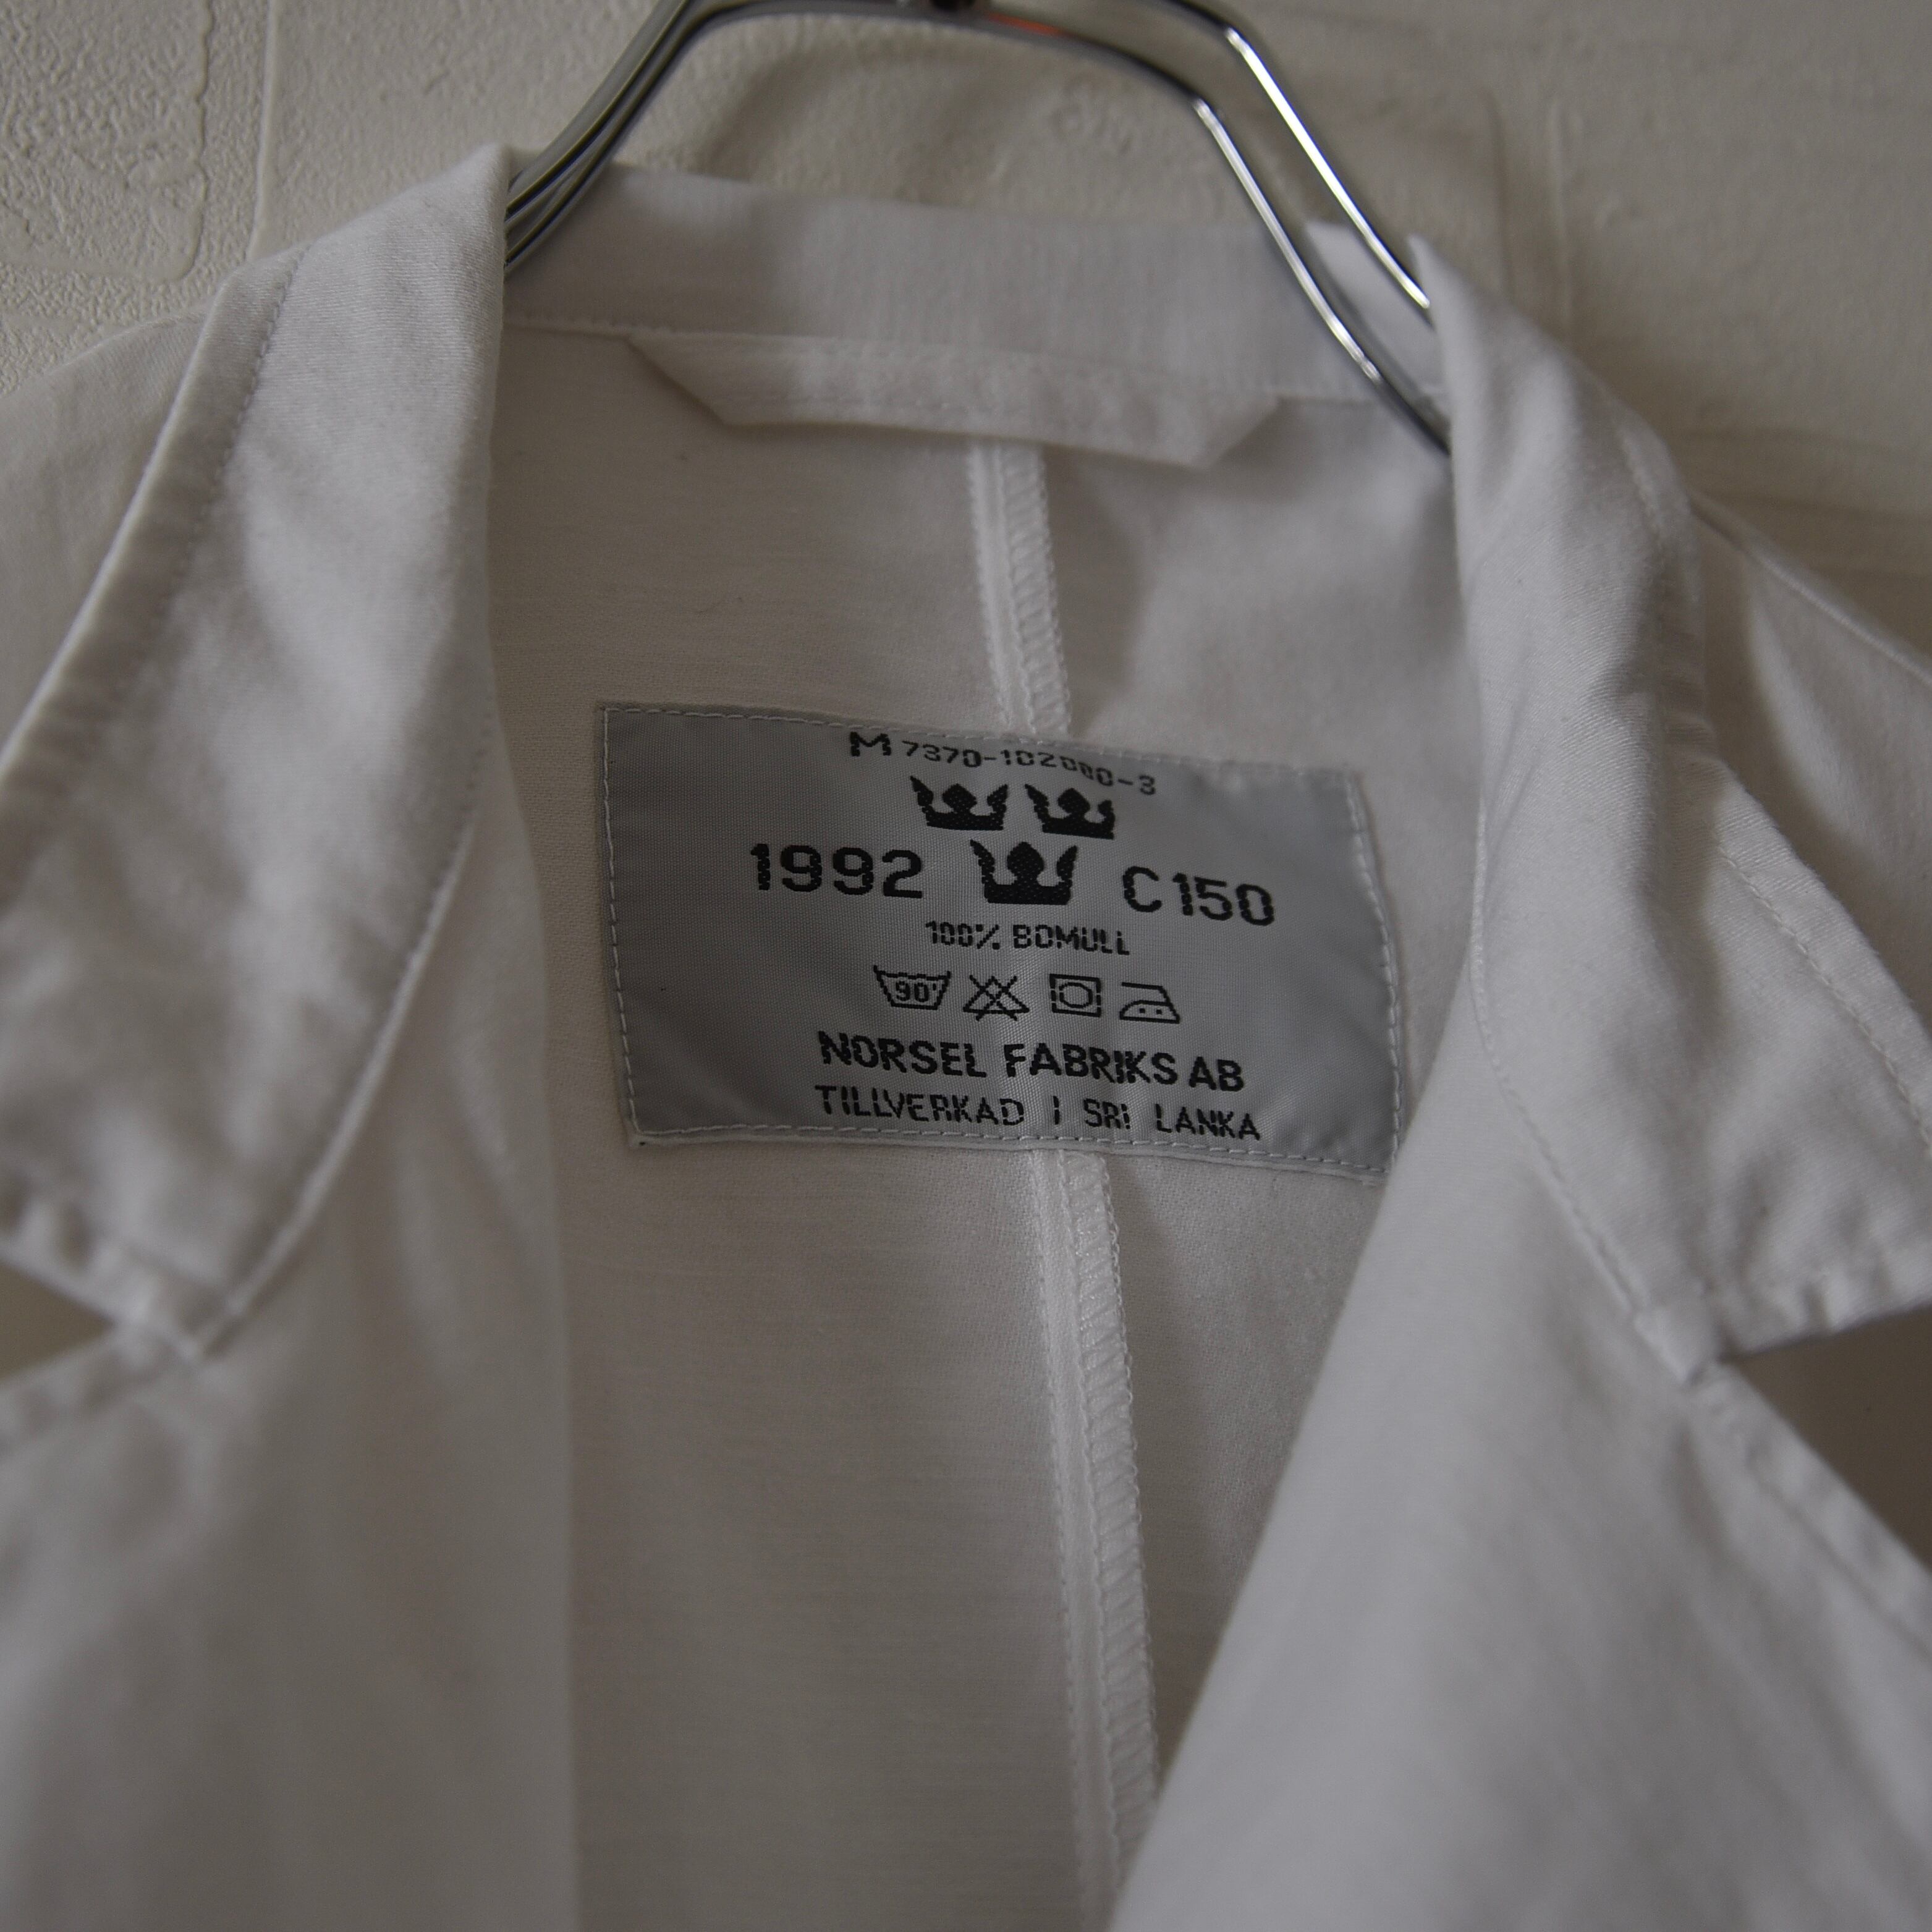 M 7370-102000-3
1992 C150
100% BOMULL
90°
NORSEL FABRIKS AB
TILLVERKAD I SRI LANKA